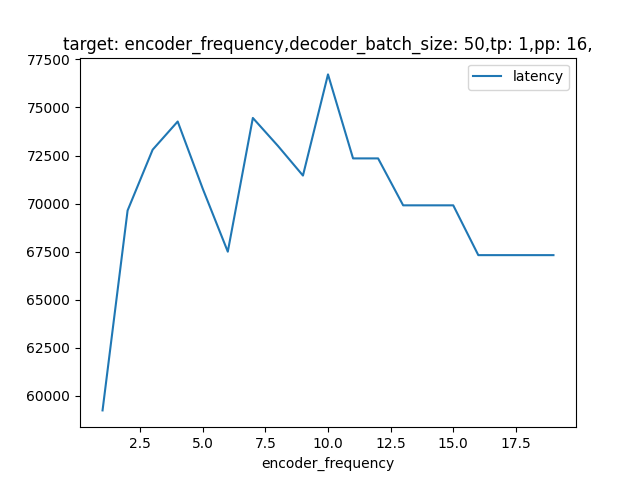 target: encoder_frequency,decoder_batch_size: 50,tp: 1,pp: 16,
77500
75000
72500
70000
67500
65000
62500
60000
latency
2.5 5.0 7.5 10.0 12.5 15.0 17.5
encoder_frequency